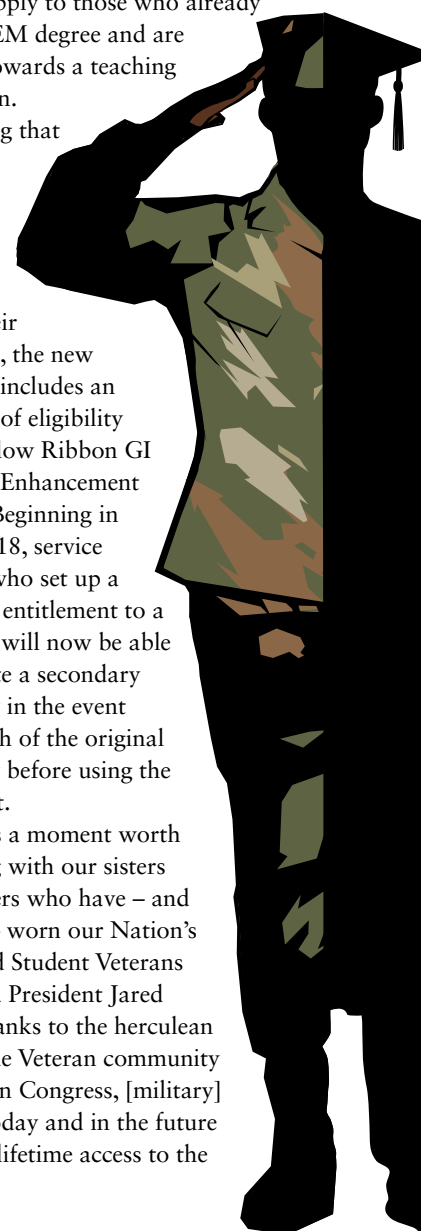 pply to those who already
EM degree and are
owards a teaching
n.
g that
eir
, the new
includes an
of eligibility
low Ribbon GI
Enhancement
Beginning in
18, service
who set up a
entitlement to a
will now be able
te a secondary
in the event
h of the original
before using the
t.
s a moment worth
g with our sisters
ers who have – and
worn our Nation’s
d Student Veterans
President Jared
anks to the herculean
e Veteran community
n Congress, [military]
oday and in the future
lifetime access to the